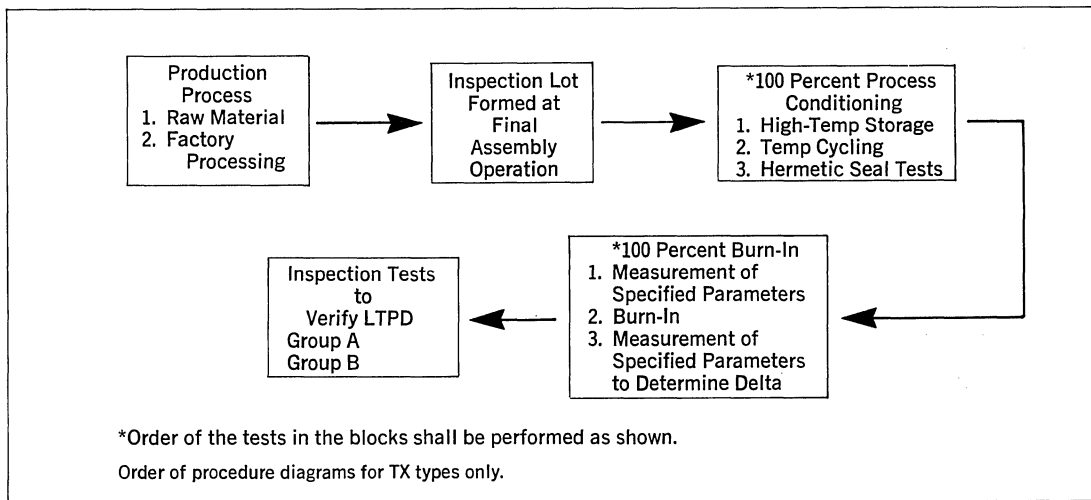 Production
Process
1. Raw Material
2. Factory
Processing
Inspection Lot
Formed at
Final
Assembly
Operation
*100 Percent Process
Conditioning
1. High-Temp Storage
2. Temp Cycling
3. Hermetic Seal Tests
*100 Percent Burn-In
1. Measurement of
Specified Parameters
2. Burn-In
3. Measurement of
Specified Parameters
to Determine Delta
Inspection Tests
to
Verify LTPD
Group A
Group B
*Order of the tests in the blocks shall be performed as shown.
Order of procedure diagrams for TX types only.